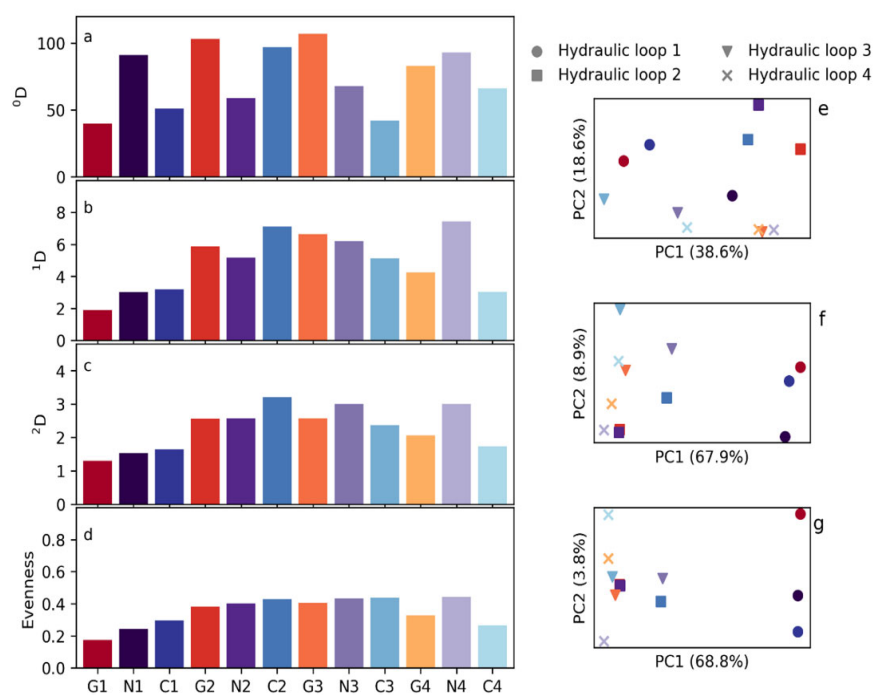 a
100
50
0
⁰D
b
8
6
4
2
0
¹D
c
4
3
2
1
0
²D
d
0.8
0.6
0.4
0.2
0.0
Evenness
G1 N1 C1 G2 N2 C2 G3 N3 C3 G4 N4 C4
Hydraulic loop 1 Hydraulic loop 3
Hydraulic loop 2 Hydraulic loop 4
e
PC2 (18.6%)
PC1 (38.6%)
f
PC2 (8.9%)
PC1 (67.9%)
g
PC2 (3.8%)
PC1 (68.8%)